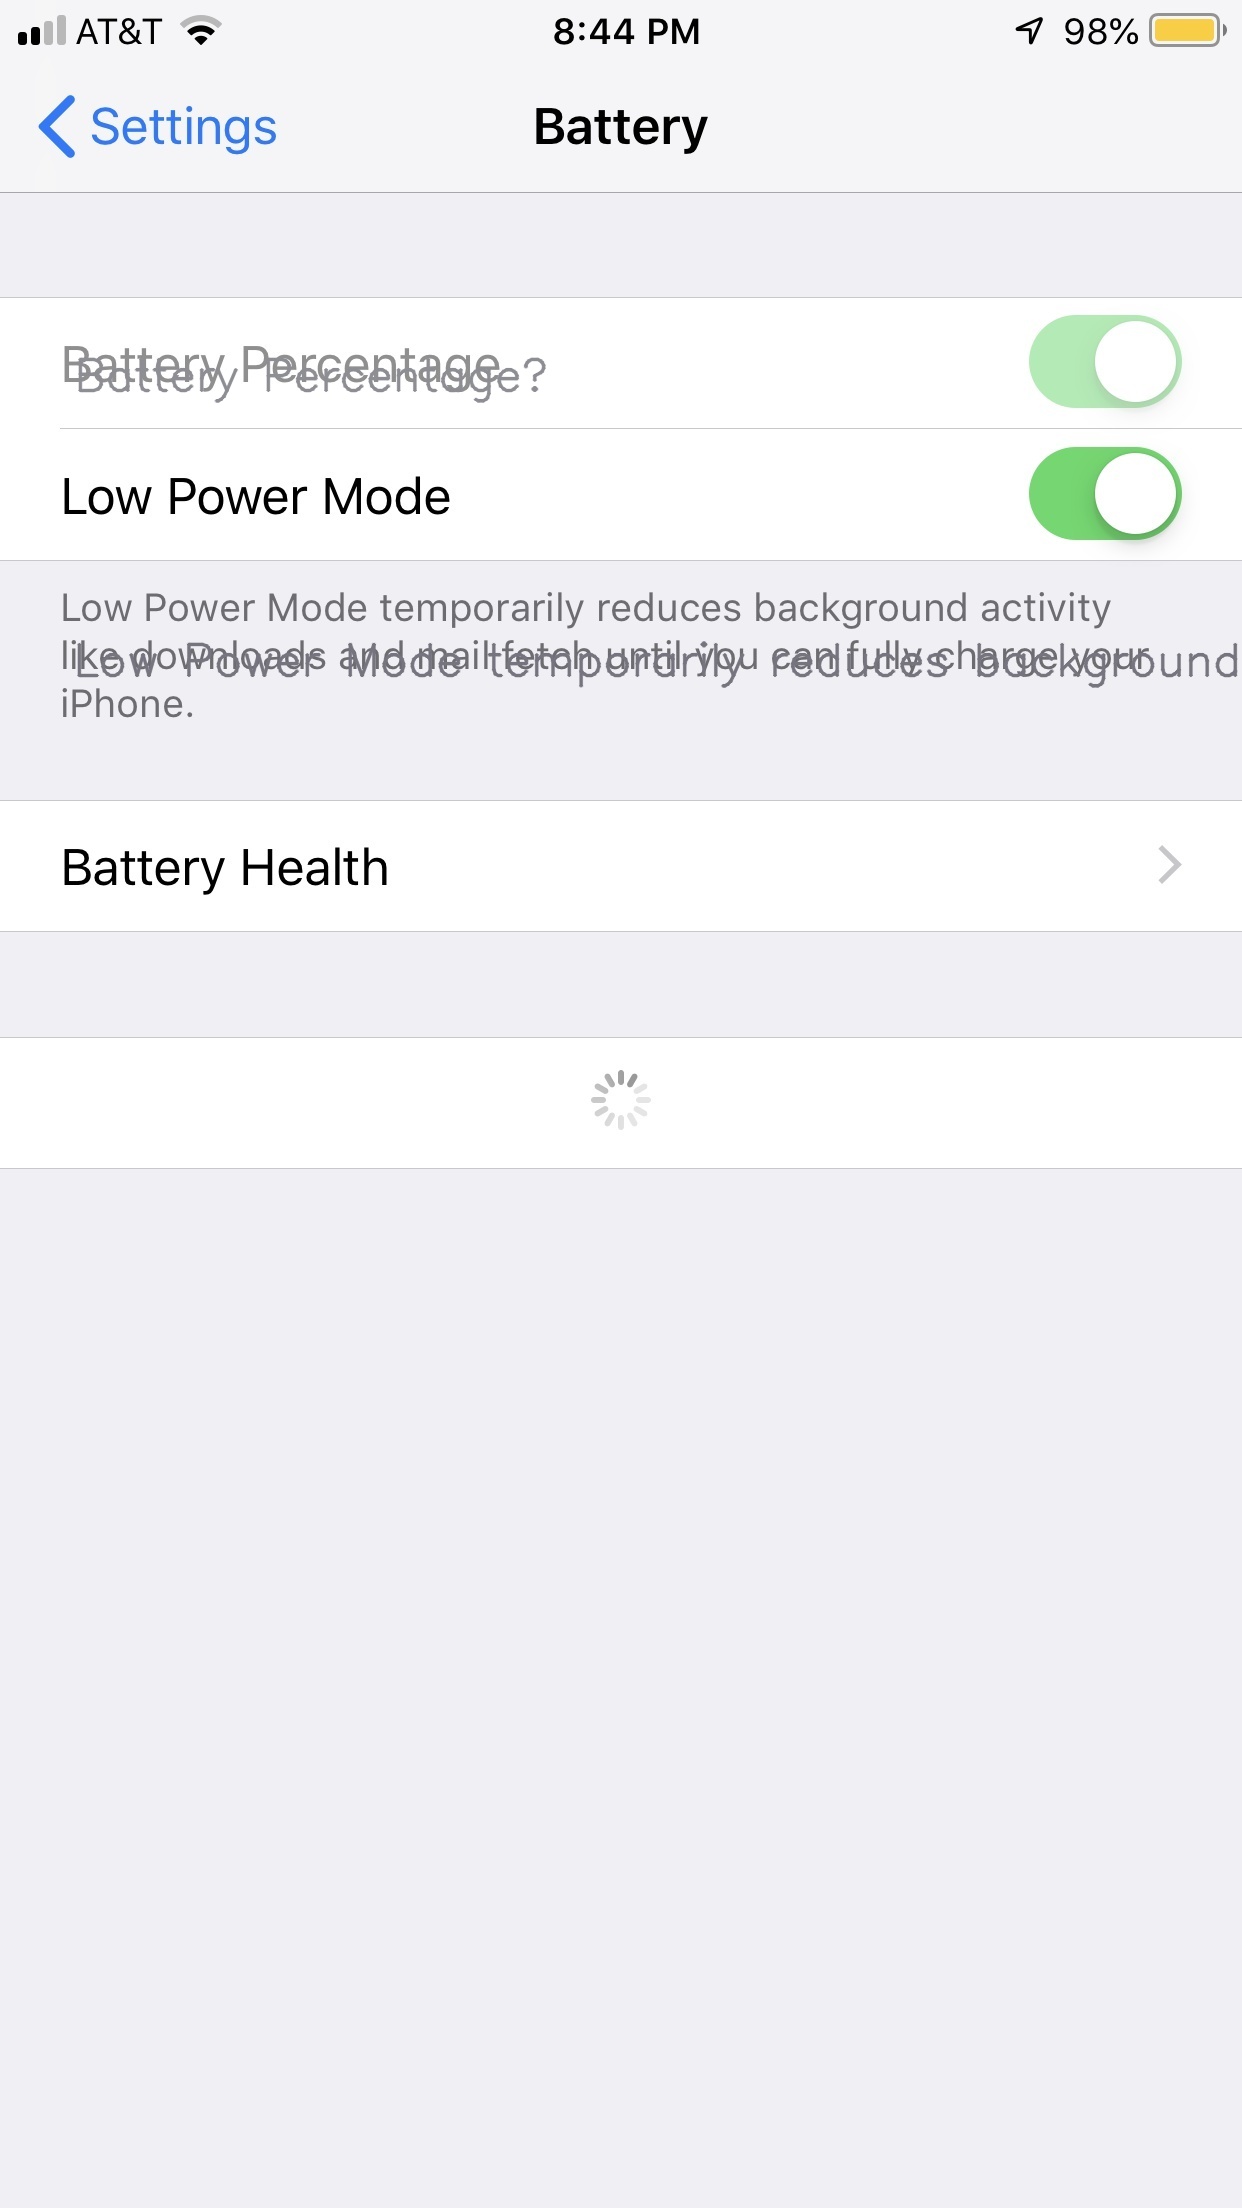 AT&T 8:44 PM 98%
Settings Battery
Battery Percentage
Battery Percentage?
Low Power Mode
Low Power Mode temporarily reduces background activity
like downloads and mail fetch until you can fully charge your
Low Power Mode temporarily reduces background
iPhone.
Battery Health